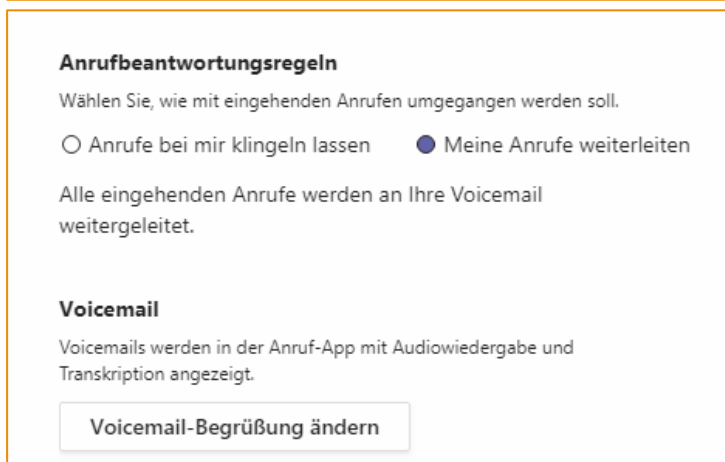 Anrufbeantwortungsregeln
Wählen Sie, wie mit eingehenden Anrufen umgegangen werden soll.
Anrufe bei mir klingeln lassen Meine Anrufe weiterleiten
Alle eingehenden Anrufe werden an Ihre Voicemail
weitergeleitet.
Voicemail
Voicemails werden in der Anruf-App mit Audiowiedergabe und
Transkription angezeigt.
Voicemail-Begrüßung ändern